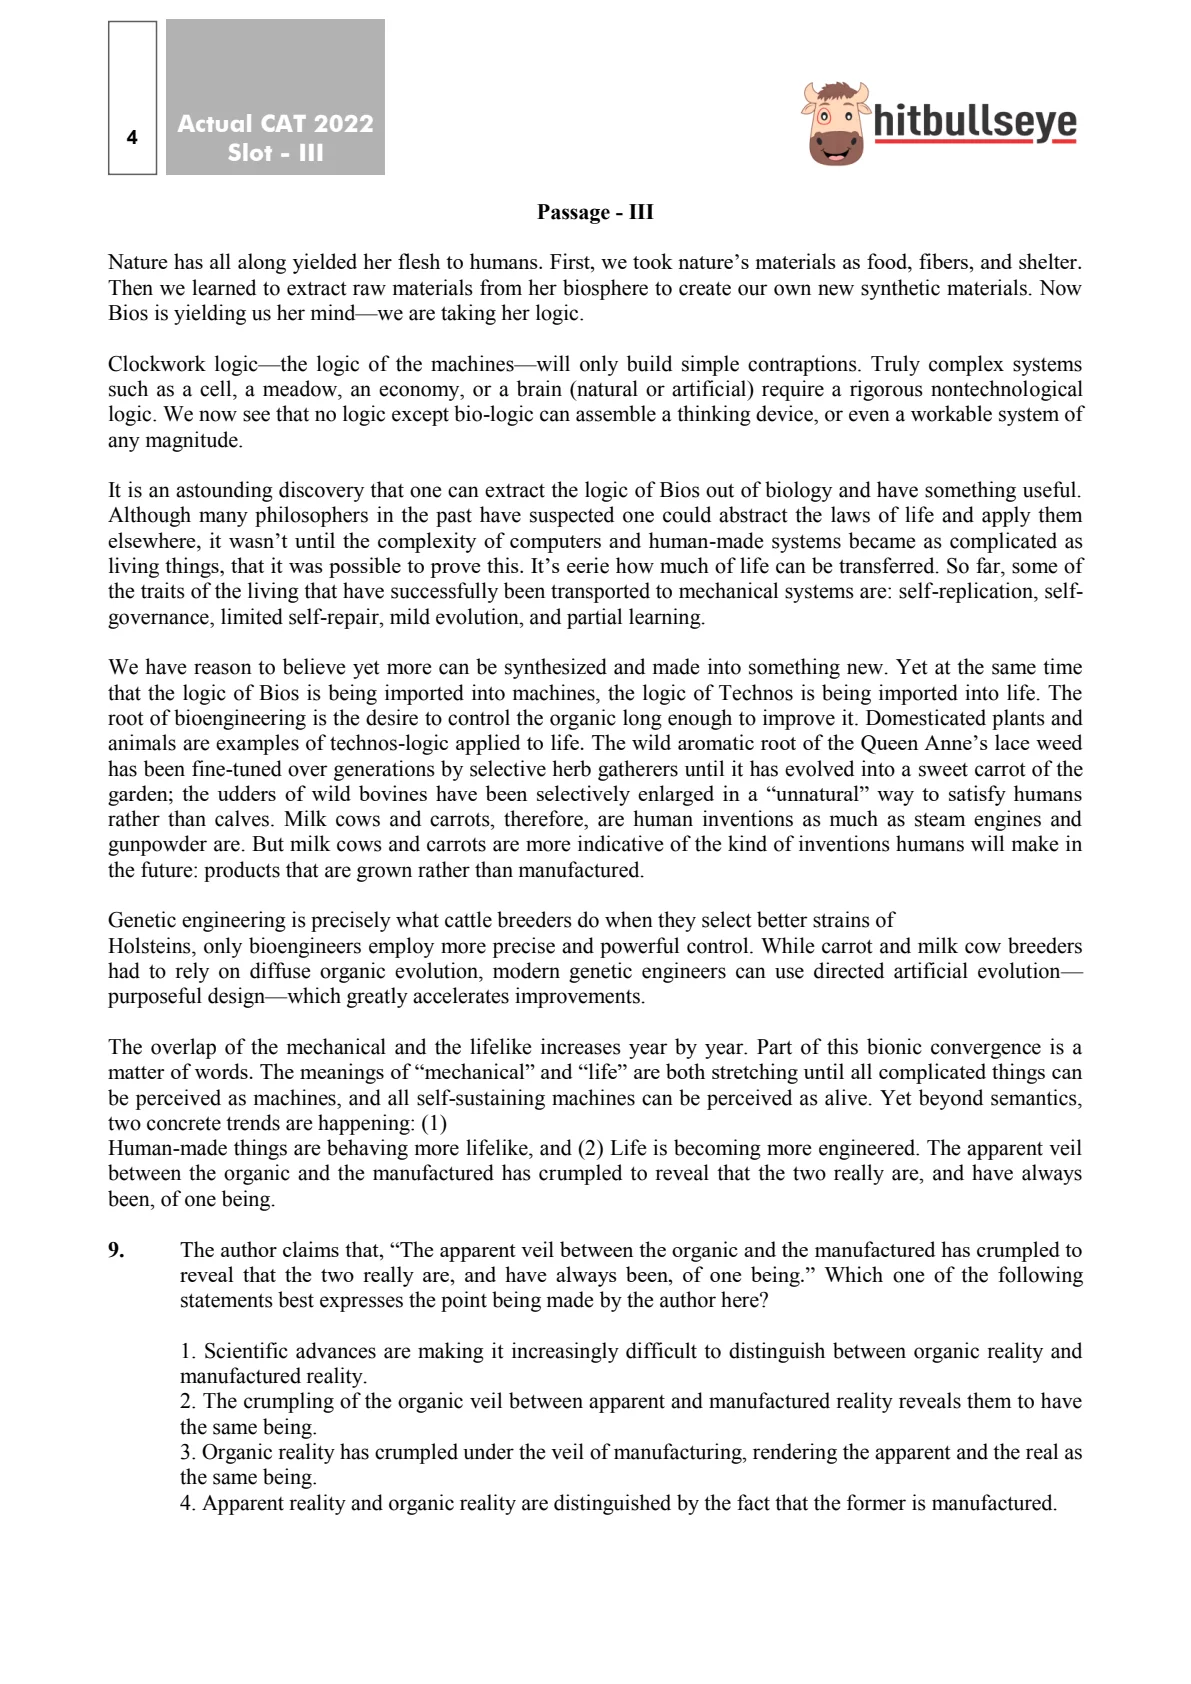 4
Actual CAT 2022
Slot - III
hitbullseye
Passage - III
Nature has all along yielded her flesh to humans. First, we took nature’s materials as food, fibers, and shelter.
Then we learned to extract raw materials from her biosphere to create our own new synthetic materials. Now
Bios is yielding us her mind—we are taking her logic.
Clockwork logic—the logic of the machines—will only build simple contraptions. Truly complex systems
such as a cell, a meadow, an economy, or a brain (natural or artificial) require a rigorous nontechnological
logic. We now see that no logic except bio-logic can assemble a thinking device, or even a workable system of
any magnitude.
It is an astounding discovery that one can extract the logic of Bios out of biology and have something useful.
Although many philosophers in the past have suspected one could abstract the laws of life and apply them
elsewhere, it wasn’t until the complexity of computers and human-made systems became as complicated as
living things, that it was possible to prove this. It’s eerie how much of life can be transferred. So far, some of
the traits of the living that have successfully been transported to mechanical systems are: self-replication, self-
governance, limited self-repair, mild evolution, and partial learning.
We have reason to believe yet more can be synthesized and made into something new. Yet at the same time
that the logic of Bios is being imported into machines, the logic of Technos is being imported into life. The
root of bioengineering is the desire to control the organic long enough to improve it. Domesticated plants and
animals are examples of technos-logic applied to life. The wild aromatic root of the Queen Anne’s lace weed
has been fine-tuned over generations by selective herb gatherers until it has evolved into a sweet carrot of the
garden; the udders of wild bovines have been selectively enlarged in a “unnatural” way to satisfy humans
rather than calves. Milk cows and carrots, therefore, are human inventions as much as steam engines and
gunpowder are. But milk cows and carrots are more indicative of the kind of inventions humans will make in
the future: products that are grown rather than manufactured.
Genetic engineering is precisely what cattle breeders do when they select better strains of
Holsteins, only bioengineers employ more precise and powerful control. While carrot and milk cow breeders
had to rely on diffuse organic evolution, modern genetic engineers can use directed artificial evolution—
purposeful design—which greatly accelerates improvements.
The overlap of the mechanical and the lifelike increases year by year. Part of this bionic convergence is a
matter of words. The meanings of “mechanical” and “life” are both stretching until all complicated things can
be perceived as machines, and all self-sustaining machines can be perceived as alive. Yet beyond semantics,
two concrete trends are happening: (1)
Human-made things are behaving more lifelike, and (2) Life is becoming more engineered. The apparent veil
between the organic and the manufactured has crumpled to reveal that the two really are, and have always
been, of one being.
9. The author claims that, “The apparent veil between the organic and the manufactured has crumpled to
reveal that the two really are, and have always been, of one being.” Which one of the following
statements best expresses the point being made by the author here?
1. Scientific advances are making it increasingly difficult to distinguish between organic reality and
manufactured reality.
2. The crumpling of the organic veil between apparent and manufactured reality reveals them to have
the same being.
3. Organic reality has crumpled under the veil of manufacturing, rendering the apparent and the real as
the same being.
4. Apparent reality and organic reality are distinguished by the fact that the former is manufactured.